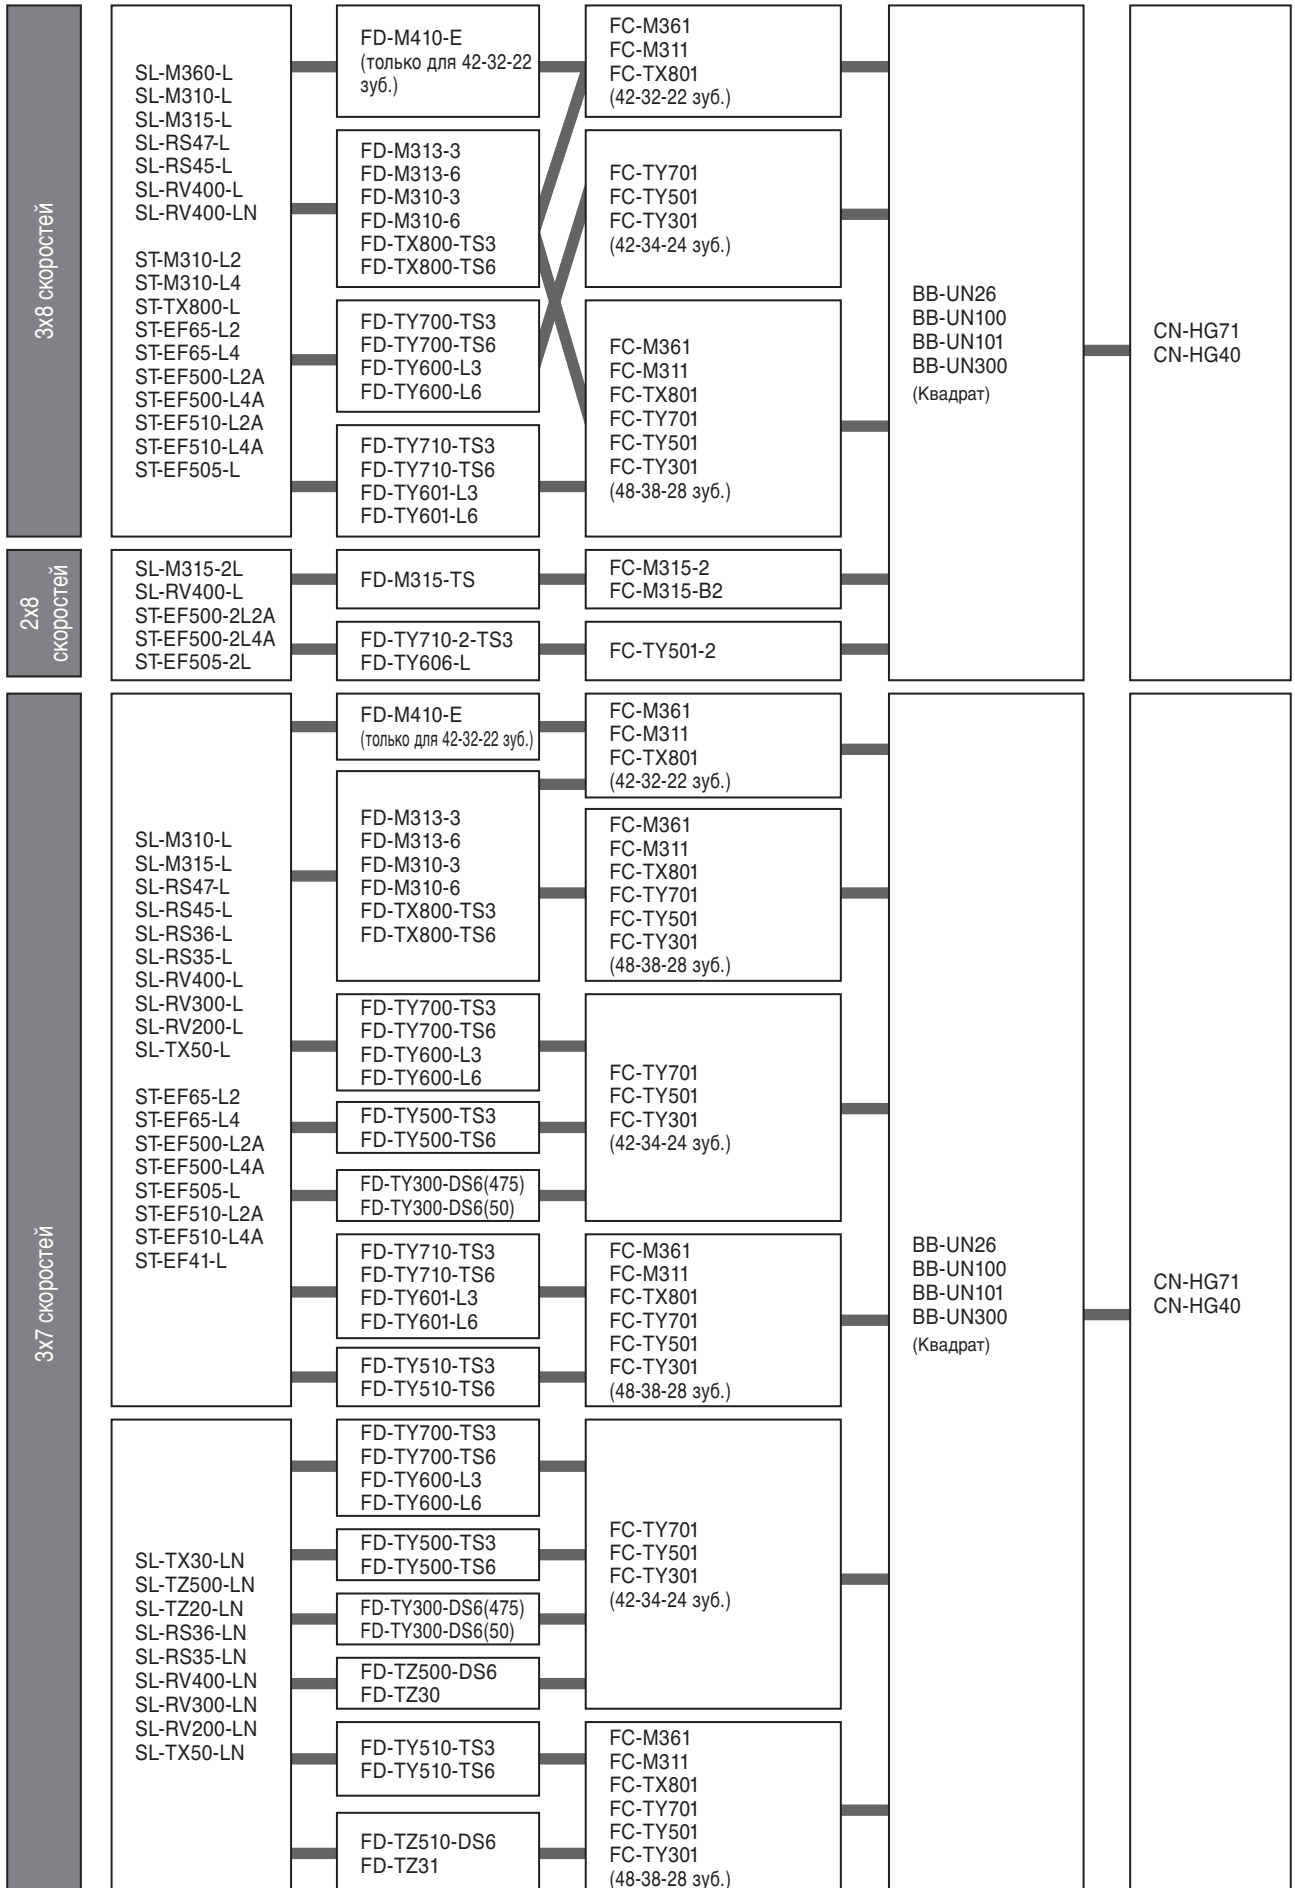 3x8 скоростей
SL-M360-L
SL-M310-L
SL-M315-L
SL-RS47-L
SL-RS45-L
SL-RV400-L
SL-RV400-LN
ST-M310-L2
ST-M310-L4
ST-TX800-L
ST-EF65-L2
ST-EF65-L4
ST-EF500-L2A
ST-EF500-L4A
ST-EF510-L2A
ST-EF510-L4A
ST-EF505-L
FD-M410-E
(только для 42-32-22
зуб.)
FD-M313-3
FD-M313-6
FD-M310-3
FD-M310-6
FD-TX800-TS3
FD-TX800-TS6
FD-TY700-TS3
FD-TY700-TS6
FD-TY600-L3
FD-TY600-L6
FD-TY710-TS3
FD-TY710-TS6
FD-TY601-L3
FD-TY601-L6
FC-M361
FC-M311
FC-TX801
(42-32-22 зуб.)
FC-TY701
FC-TY501
FC-TY301
(42-34-24 зуб.)
FC-M361
FC-M311
FC-TX801
FC-TY701
FC-TY501
FC-TY301
(48-38-28 зуб.)
BB-UN26
BB-UN100
BB-UN101
BB-UN300
(Квадрат)
CN-HG71
CN-HG40
2x8
скоростей
SL-M315-2L
SL-RV400-L
ST-EF500-2L2A
ST-EF500-2L4A
ST-EF505-2L
FD-M315-TS
FD-TY710-2-TS3
FD-TY606-L
FC-M315-2
FC-M315-B2
FC-TY501-2
3x7 скоростей
SL-M310-L
SL-M315-L
SL-RS47-L
SL-RS45-L
SL-RS36-L
SL-RS35-L
SL-RV400-L
SL-RV300-L
SL-RV200-L
SL-TX50-L
ST-EF65-L2
ST-EF65-L4
ST-EF500-L2A
ST-EF500-L4A
ST-EF505-L
ST-EF510-L2A
ST-EF510-L4A
ST-EF41-L
FD-M410-E
(только для 42-32-22 зуб.)
FD-M313-3
FD-M313-6
FD-M310-3
FD-M310-6
FD-TX800-TS3
FD-TX800-TS6
FD-TY700-TS3
FD-TY700-TS6
FD-TY600-L3
FD-TY600-L6
FD-TY500-TS3
FD-TY500-TS6
FD-TY300-DS6(475)
FD-TY300-DS6(50)
FD-TY710-TS3
FD-TY710-TS6
FD-TY601-L3
FD-TY601-L6
FD-TY510-TS3
FD-TY510-TS6
FC-M361
FC-M311
FC-TX801
(42-32-22 зуб.)
FC-M361
FC-M311
FC-TX801
FC-TY701
FC-TY501
FC-TY301
(48-38-28 зуб.)
FC-TY701
FC-TY501
FC-TY301
(42-34-24 зуб.)
FC-M361
FC-M311
FC-TX801
FC-TY701
FC-TY501
FC-TY301
(48-38-28 зуб.)
BB-UN26
BB-UN100
BB-UN101
BB-UN300
(Квадрат)
CN-HG71
CN-HG40
SL-TX30-LN
SL-TZ500-LN
SL-TZ20-LN
SL-RS36-LN
SL-RS35-LN
SL-RV400-LN
SL-RV300-LN
SL-RV200-LN
SL-TX50-LN
FD-TY700-TS3
FD-TY700-TS6
FD-TY600-L3
FD-TY600-L6
FD-TY500-TS3
FD-TY500-TS6
FD-TY300-DS6(475)
FD-TY300-DS6(50)
FD-TZ500-DS6
FD-TZ30
FD-TY510-TS3
FD-TY510-TS6
FD-TZ510-DS6
FD-TZ31
FC-TY701
FC-TY501
FC-TY301
(42-34-24 зуб.)
FC-M361
FC-M311
FC-TX801
FC-TY701
FC-TY501
FC-TY301
(48-38-28 зуб.)